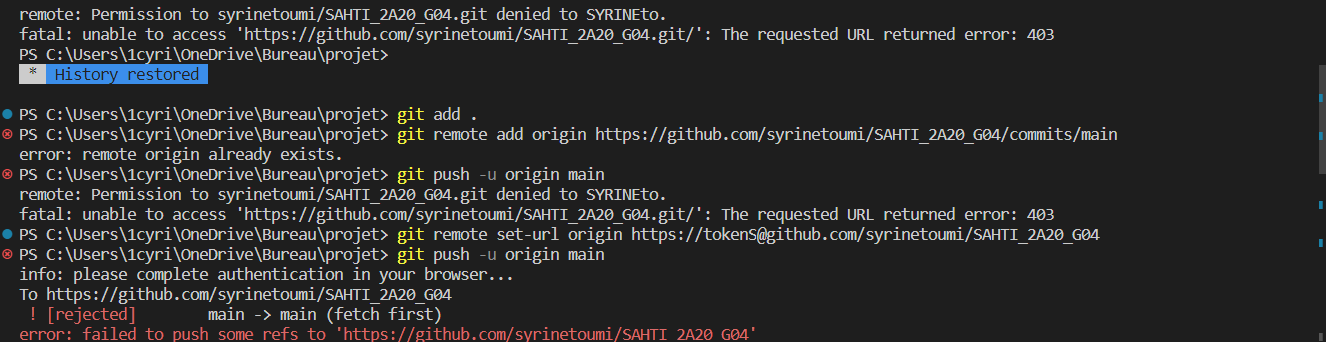 remote: Permission to syrinetoumi/SAHTI_2A20_G04.git denied to SYRINEto.
fatal: unable to access 'https://github.com/syrinetoumi/SAHTI_2A20_G04.git/': The requested URL returned error: 403
PS C:\Users\1cyri\OneDrive\Bureau\projet>
* History restored
PS C:\Users\1cyri\OneDrive\Bureau\projet> git add .
PS C:\Users\1cyri\OneDrive\Bureau\projet> git remote add origin https://github.com/syrinetoumi/SAHTI_2A20_G04/commits/main
error: remote origin already exists.
PS C:\Users\1cyri\OneDrive\Bureau\projet> git push -u origin main
remote: Permission to syrinetoumi/SAHTI_2A20_G04.git denied to SYRINEto.
fatal: unable to access 'https://github.com/syrinetoumi/SAHTI_2A20_G04.git/': The requested URL returned error: 403
PS C:\Users\1cyri\OneDrive\Bureau\projet> git remote set-url origin https://tokenS@github.com/syrinetoumi/SAHTI_2A20_G04
PS C:\Users\1cyri\OneDrive\Bureau\projet> git push -u origin main
info: please complete authentication in your browser...
To https://github.com/syrinetoumi/SAHTI_2A20_G04
! [rejected] main -> main (fetch first)
error: failed to push some refs to 'https://github.com/syrinetoumi/SAHTI_2A20_G04'